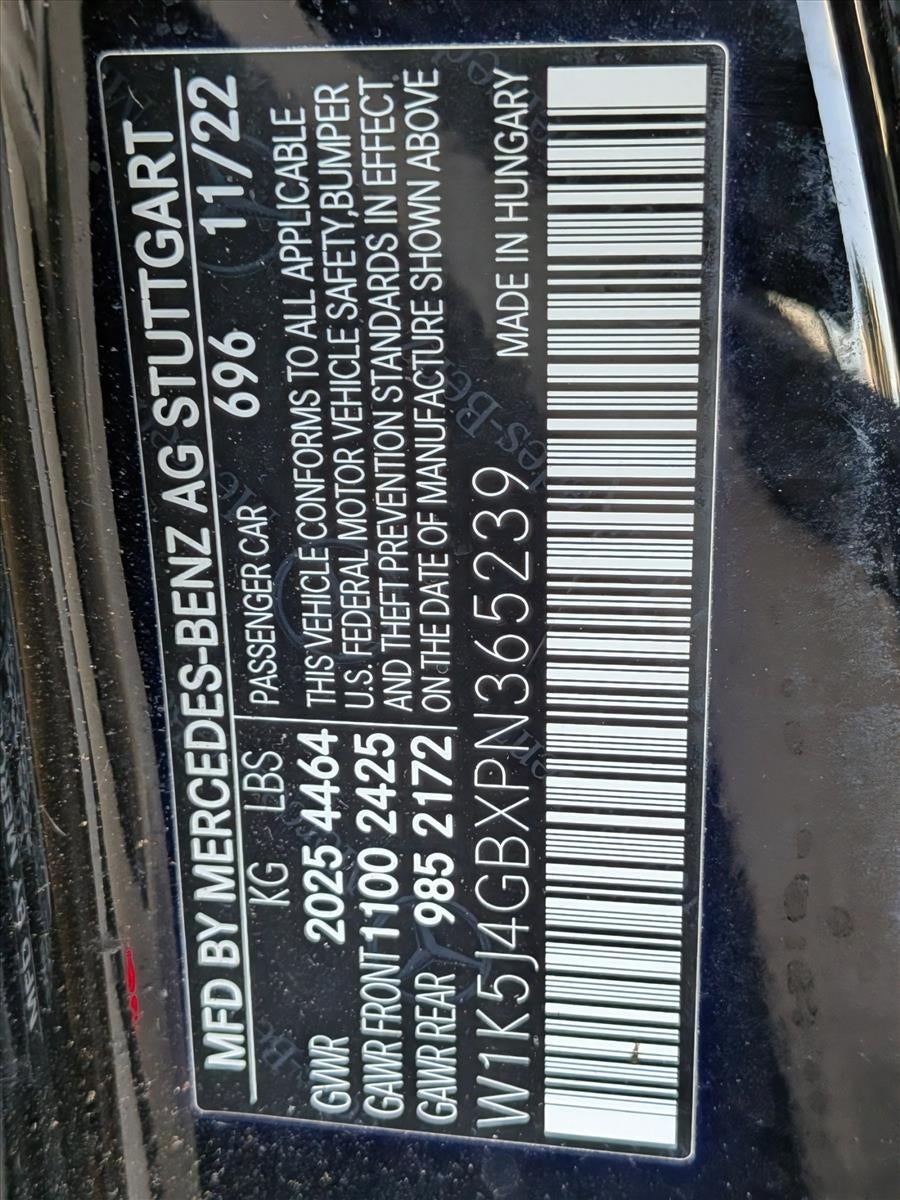 MFD BY MERCEDES-BENZ AG STUTTGART
KG LBS PASSENGER CAR 696 11/22
GVWR 2025 4464 THIS VEHICLE CONFORMS TO ALL APPLICABLE
U.S. FEDERAL MOTOR VEHICLE SAFETY,BUMPER
GAWR FRONT 1100 2425 AND THEFT PREVENTION STANDARDS IN EFFECT
GAWR REAR 985 2172 ON THE DATE OF MANUFACTURE SHOWN ABOVE
W1K5J4GBXPN365239 MADE IN HUNGARY